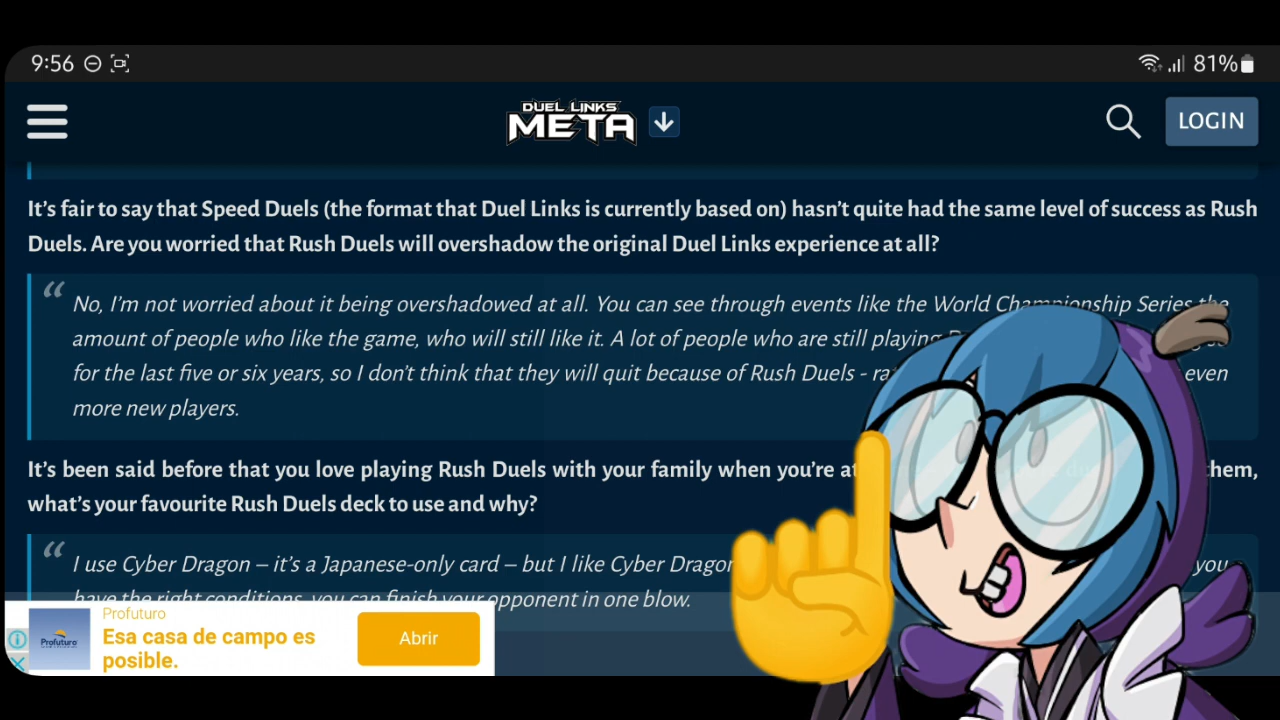 9:56
81%
DUEL LINKS
META
LOGIN
It's fair to say that Speed Duels (the format that Duel Links is currently based on) hasn't quite had the same level of success as Rush
Duels. Are you worried that Rush Duels will overshadow the original Duel Links experience at all?
“ No, I'm not worried about it being overshadowed at all. You can see through events like the World Championship Series the
amount of people who like the game, who will still like it. A lot of people who are still playing
for the last five or six years, so I don't think that they will quit because of Rush Duels - even
more new players.
It's been said before that you love playing Rush Duels with your family when you're at them,
what's your favourite Rush Duels deck to use and why?
“ I use Cyber Dragon – it's a Japanese-only card – but I like Cyber Dragon you
have the right conditions, you can finish your opponent in one blow.
Profuturo
Profuturo
Esa casa de campo es
posible.
Abrir